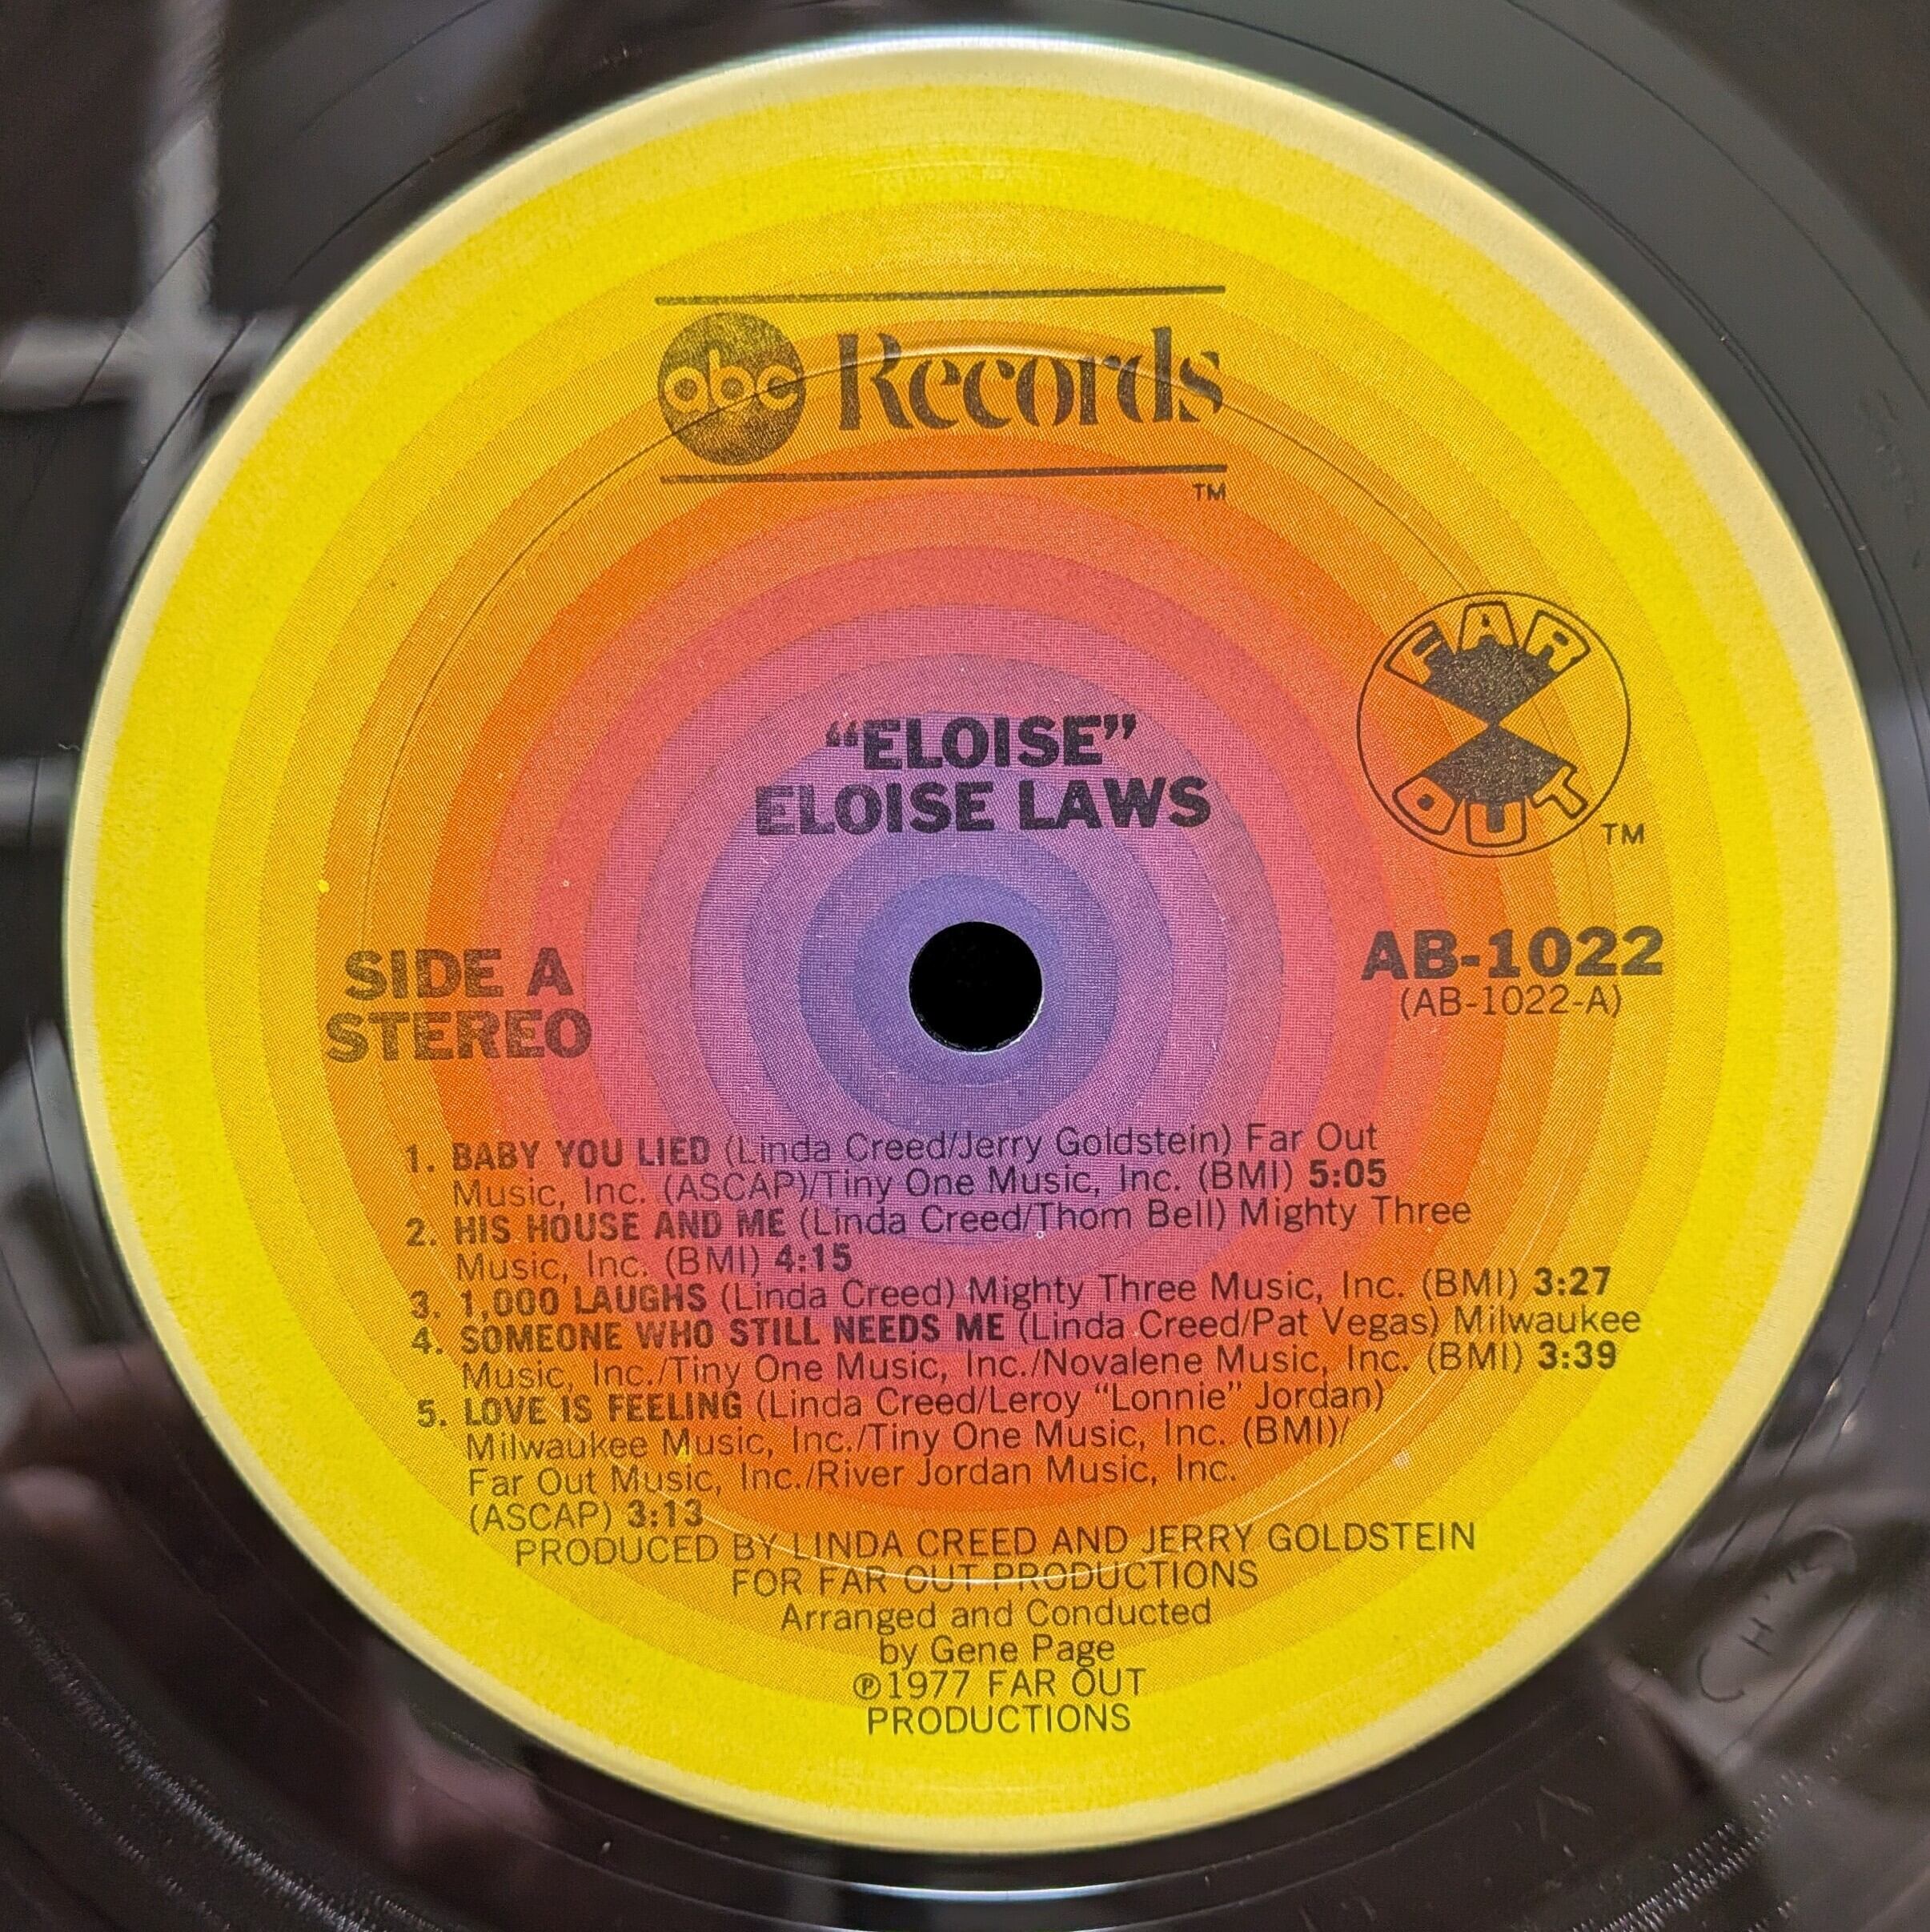 abc Records
TM
FAR
OUT
TM
“ELOISE”
ELOISE LAWS
SIDE A
STEREO
AB-1022
(AB-1022-A)
1. BABY YOU LIED (Linda Creed/Jerry Goldstein) Far Out
Music, Inc. (ASCAP)/Tiny One Music, Inc. (BMI) 5:05
2. HIS HOUSE AND ME (Linda Creed/Thom Bell) Mighty Three
Music, Inc. (BMI) 4:15
3. 1,000 LAUGHS (Linda Creed) Mighty Three Music, Inc. (BMI) 3:27
4. SOMEONE WHO STILL NEEDS ME (Linda Creed/Pat Vegas) Milwaukee
Music, Inc./Tiny One Music, Inc./Novalene Music, Inc. (BMI) 3:39
5. LOVE IS FEELING (Linda Creed/Leroy “Lonnie” Jordan)
Milwaukee Music, Inc./Tiny One Music, Inc. (BMI)/
Far Out Music, Inc./River Jordan Music, Inc.
(ASCAP) 3:13
PRODUCED BY LINDA CREED AND JERRY GOLDSTEIN
FOR FAR OUT PRODUCTIONS
Arranged and Conducted
by Gene Page
℗1977 FAR OUT
PRODUCTIONS